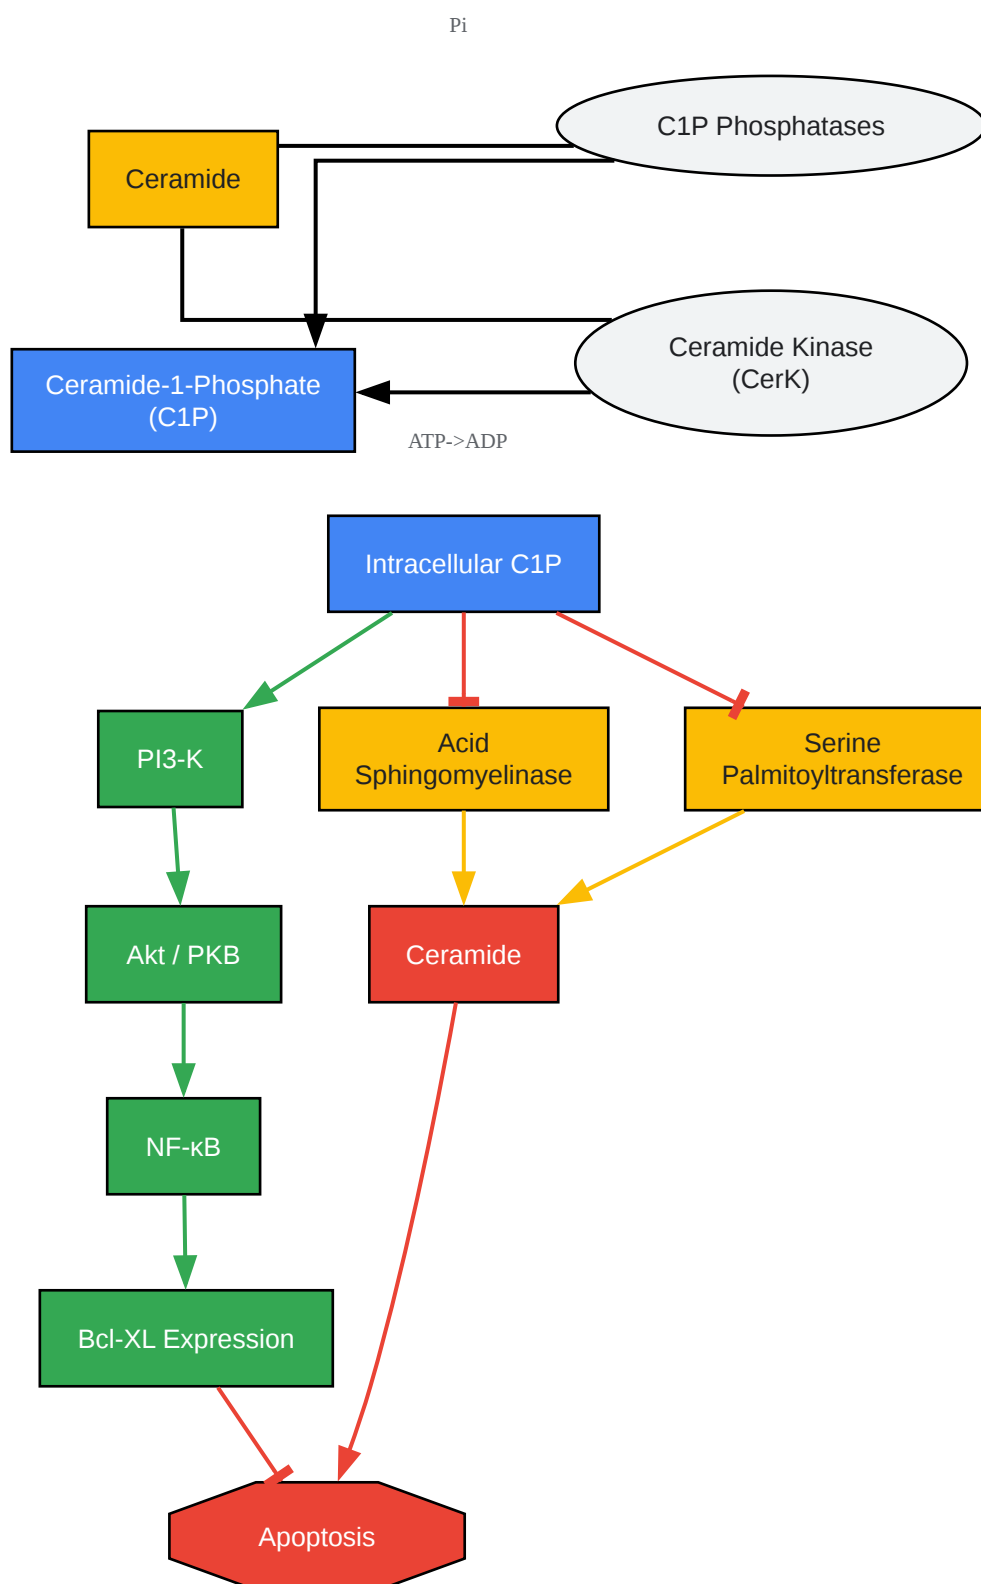 Pi
C1P Phosphatases
Ceramide
Ceramide Kinase
(CerK)
Ceramide-1-Phosphate
(C1P)
ATP->ADP
Intracellular C1P
PI3-K
Acid
Sphingomyelinase
Serine
Palmitoyltransferase
Akt / PKB
Ceramide
NF-κB
Bcl-XL Expression
Apoptosis